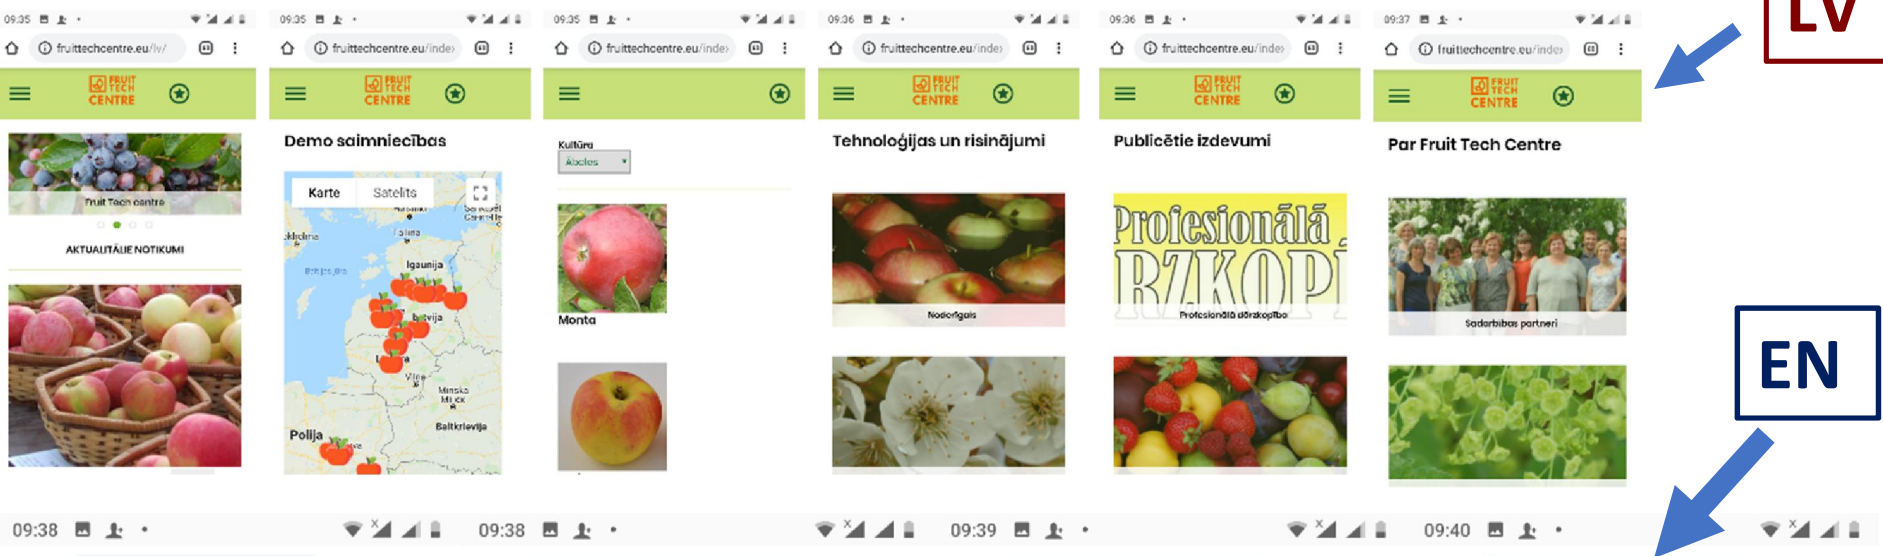 09:35
09:35
09:35
09:36
09:36
09:37
LV
fruittechcentre.eu/lv/
fruittechcentre.eu/index
fruittechcentre.eu/index
fruittechcentre.eu/index
fruittechcentre.eu/index
fruittechcentre.eu/index
FRUIT
TECH
CENTRE
FRUIT
TECH
CENTRE
FRUIT
TECH
CENTRE
FRUIT
TECH
CENTRE
FRUIT
TECH
CENTRE
Fruit Tech centre
AKTUALITĀLIE NOTIKUMI
Demo saimniecības
Karte
Satelīts
Igaunija
Minska
Baltkrievija
Polija
Kultūra
Ābeles
Monta
Tehnoloģijas un risinājumi
Noderīgais
Publicētie izdevumi
Profesionālā
RZKOPĪ
Profesionālā dārzkopība
Par Fruit Tech Centre
Sadarbības partneri
EN
09:38
09:38
09:39
09:40